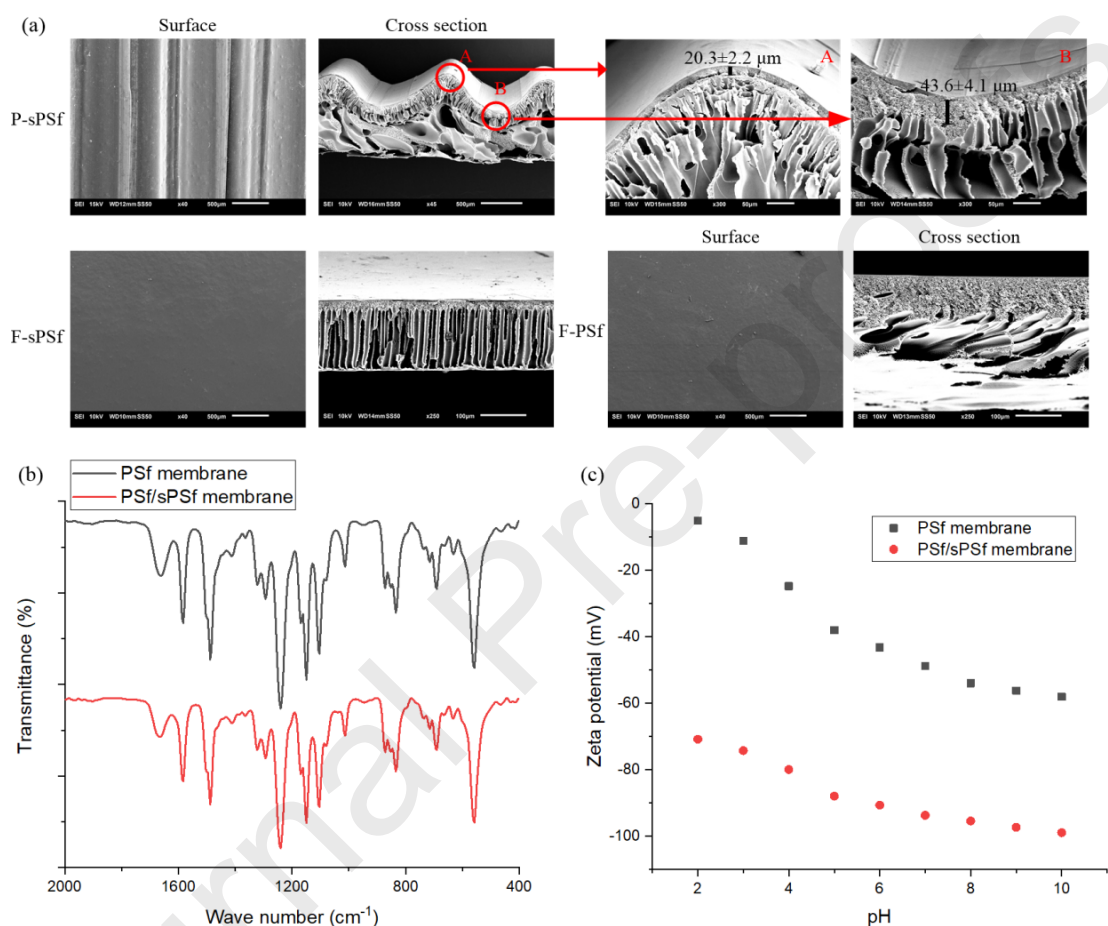 (a)
Surface
Cross section
P-sPSf
A
B
20.3±2.2 μm
A
43.6±4.1 μm
B
SEI 15kV WD12mm SS50 x40 500μm
SEI 10kV WD16mm SS50 x45 500μm
SEI 10kV WD15mm SS50 x300 50μm
SEI 10kV WD14mm SS50 x300 50μm
Surface
Cross section
F-sPSf
F-PSf
SEI 10kV WD10mm SS50 x40 500μm
SEI 10kV WD14mm SS50 x250 100μm
SEI 10kV WD10mm SS50 x40 500μm
SEI 10kV WD13mm SS50 x250 100μm
(b)
PSf membrane
PSf/sPSf membrane
Transmittance (%)
2000 1600 1200 800 400
Wave number (cm⁻¹)
(c)
PSf membrane
PSf/sPSf membrane
0
-20
-40
-60
-80
-100
Zeta potential (mV)
2 4 6 8 10
pH
Journal Pre-proofs